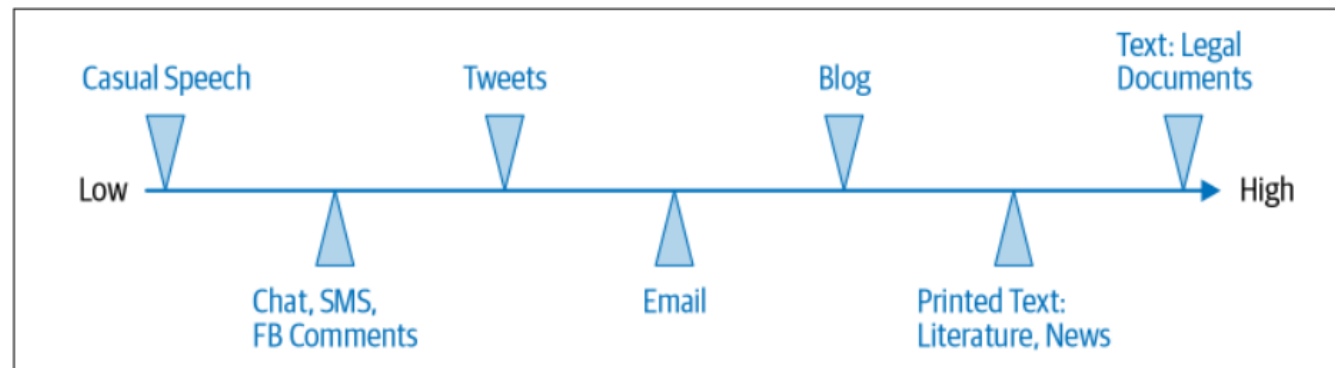 Casual Speech
Tweets
Blog
Text: Legal
Documents
Low
High
Chat, SMS,
FB Comments
Email
Printed Text:
Literature, News